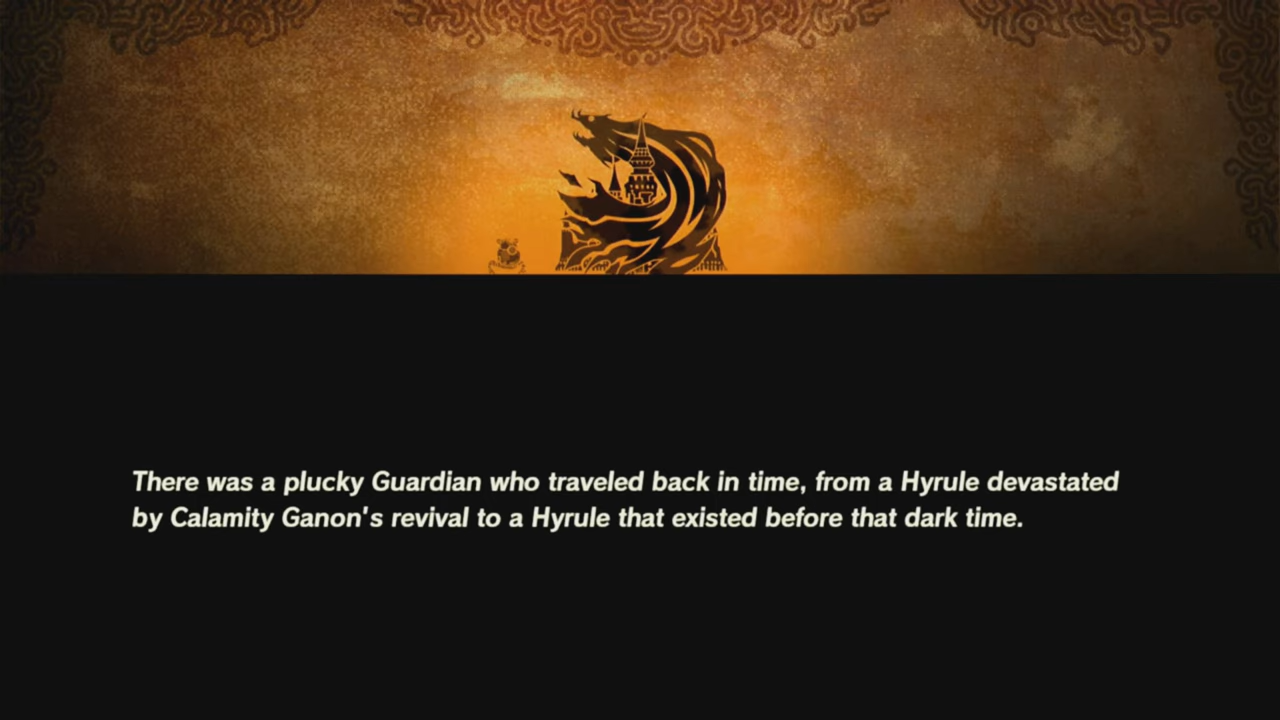 There was a plucky Guardian who traveled back in time, from a Hyrule devastated
by Calamity Ganon's revival to a Hyrule that existed before that dark time.